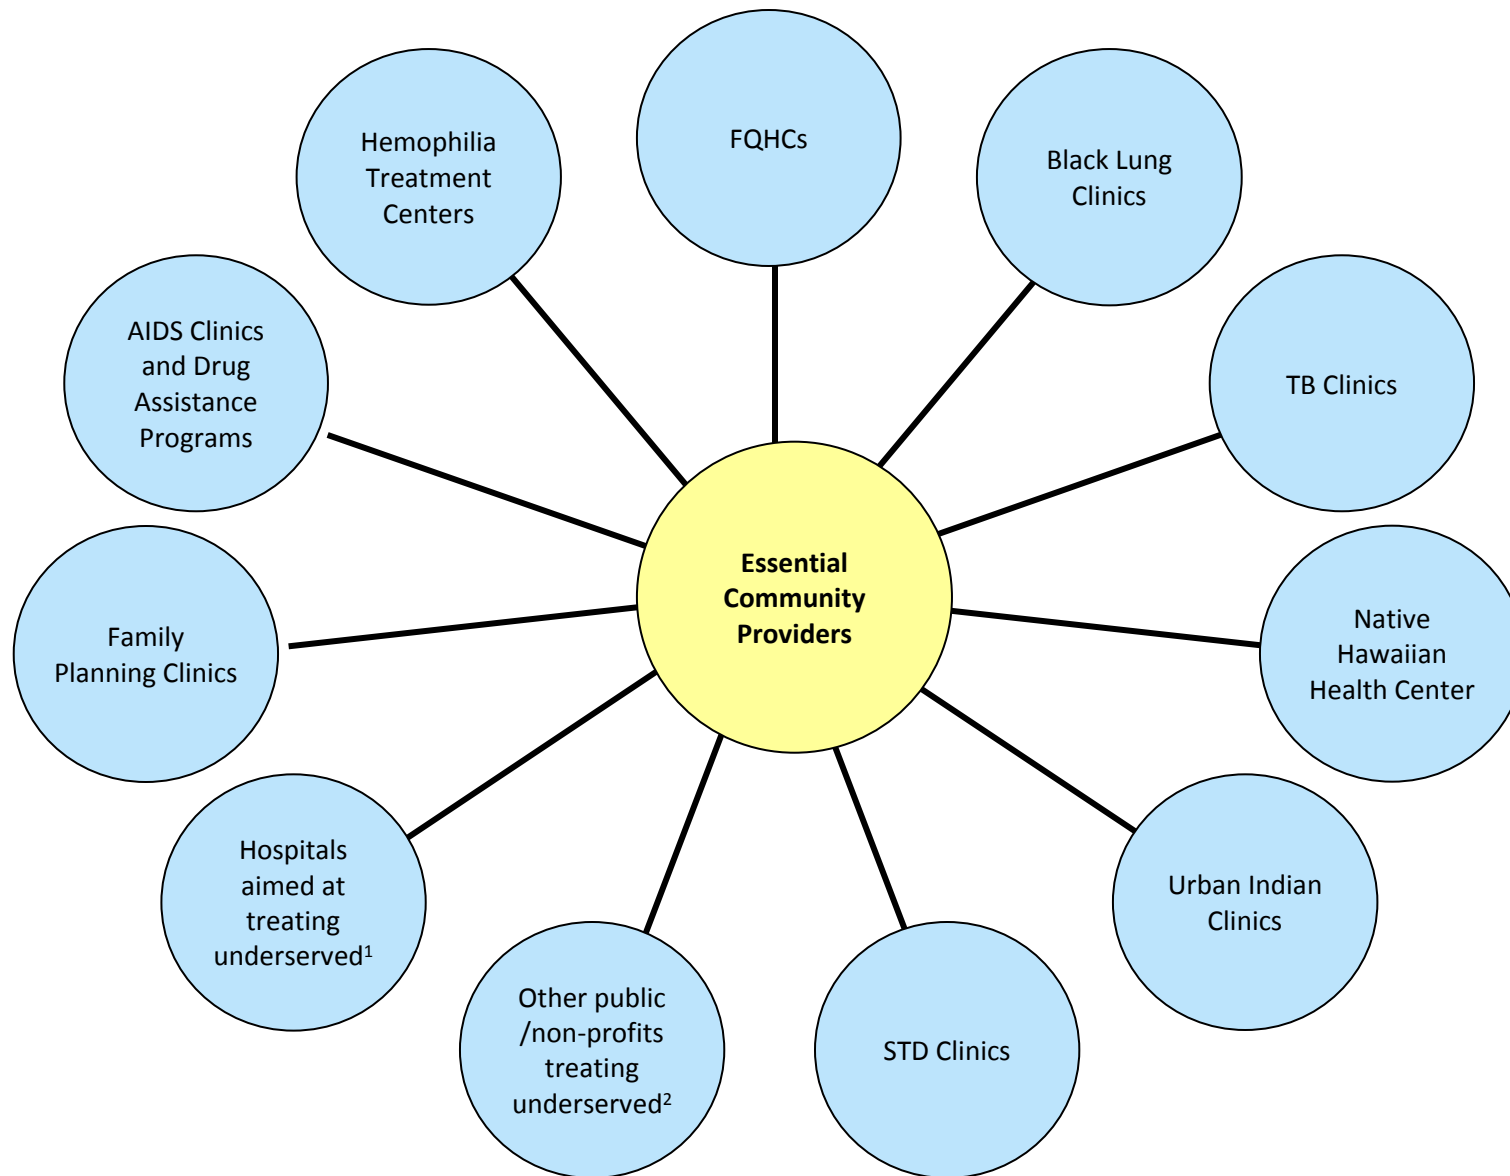 FQHCs
Black Lung
Clinics
TB Clinics
Native
Hawaiian
Health Center
Urban Indian
Clinics
STD Clinics
Other public
/non-profits
treating
underserved²
Hospitals
aimed at
treating
underserved¹
Family
Planning Clinics
AIDS Clinics
and Drug
Assistance
Programs
Hemophilia
Treatment
Centers
Essential
Community
Providers